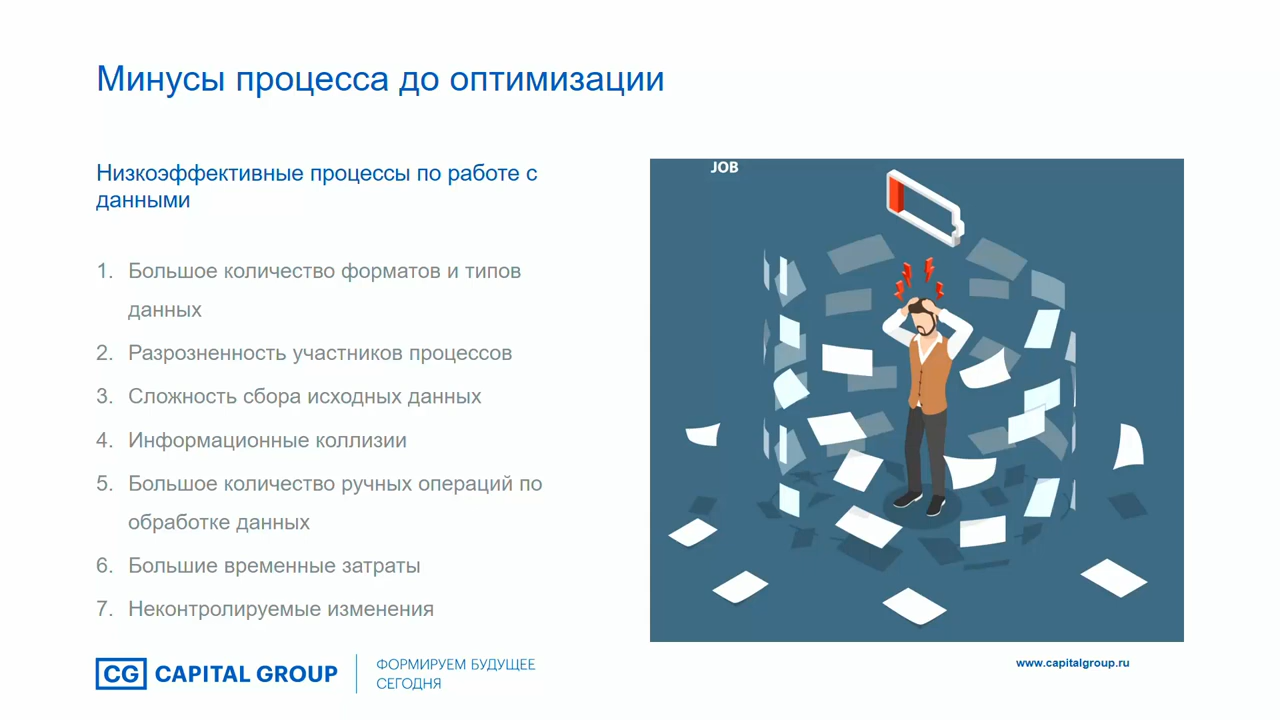 Минусы процесса до оптимизации
Низкоэффективные процессы по работе с
данными
1. Большое количество форматов и типов
данных
2. Разрозненность участников процессов
3. Сложность сбора исходных данных
4. Информационные коллизии
5. Большое количество ручных операций по
обработке данных
6. Большие временные затраты
7. Неконтролируемые изменения
JOB
CG CAPITAL GROUP
ФОРМИРУЕМ БУДУЩЕЕ
СЕГОДНЯ
www.capitalgroup.ru